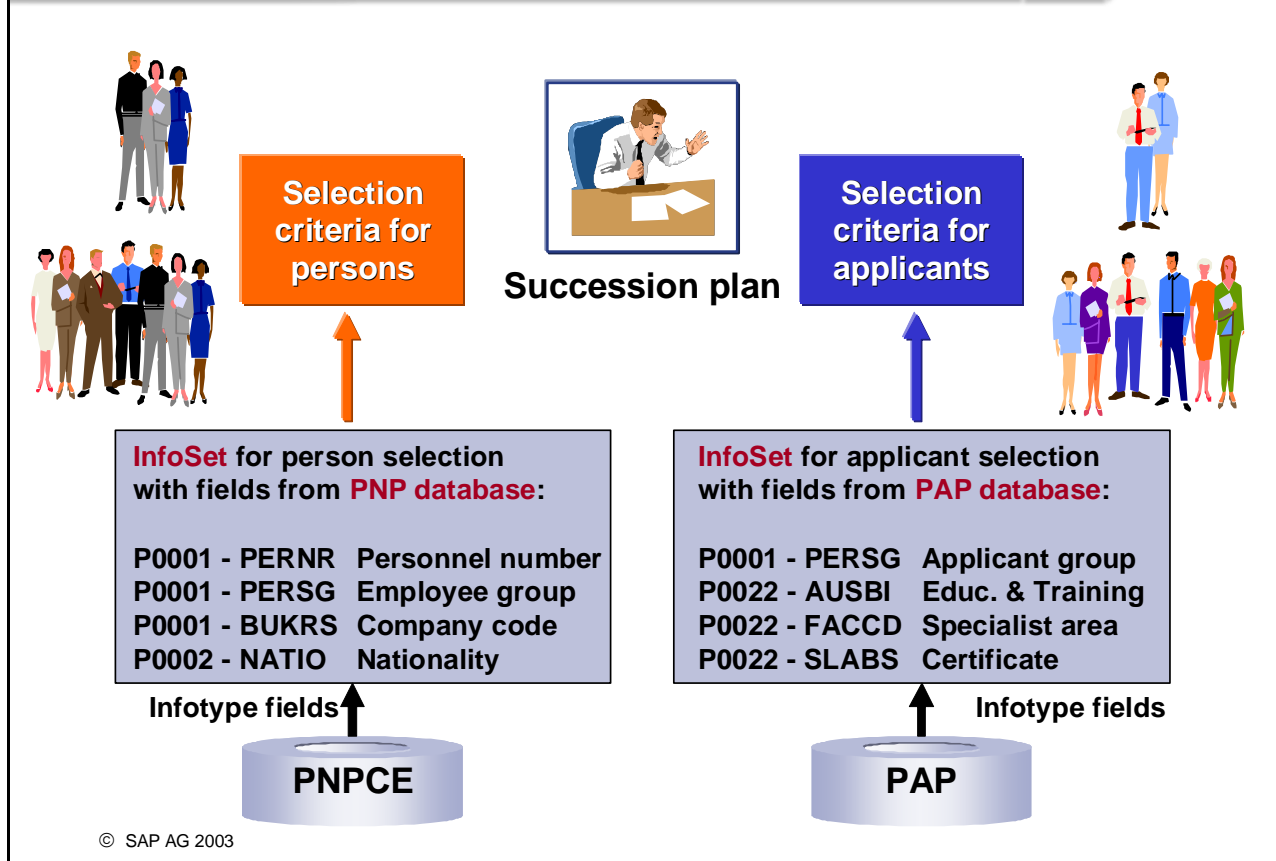 Selection
criteria for
persons
Succession plan
Selection
criteria for
applicants
InfoSet for person selection
with fields from PNP database:
P0001 - PERNR Personnel number
P0001 - PERSG Employee group
P0001 - BUKRS Company code
P0002 - NATIO Nationality
InfoSet for applicant selection
with fields from PAP database:
P0001 - PERSG Applicant group
P0022 - AUSBI Educ. & Training
P0022 - FACCD Specialist area
P0022 - SLABS Certificate
Infotype fields
Infotype fields
PNPCE
PAP
© SAP AG 2003